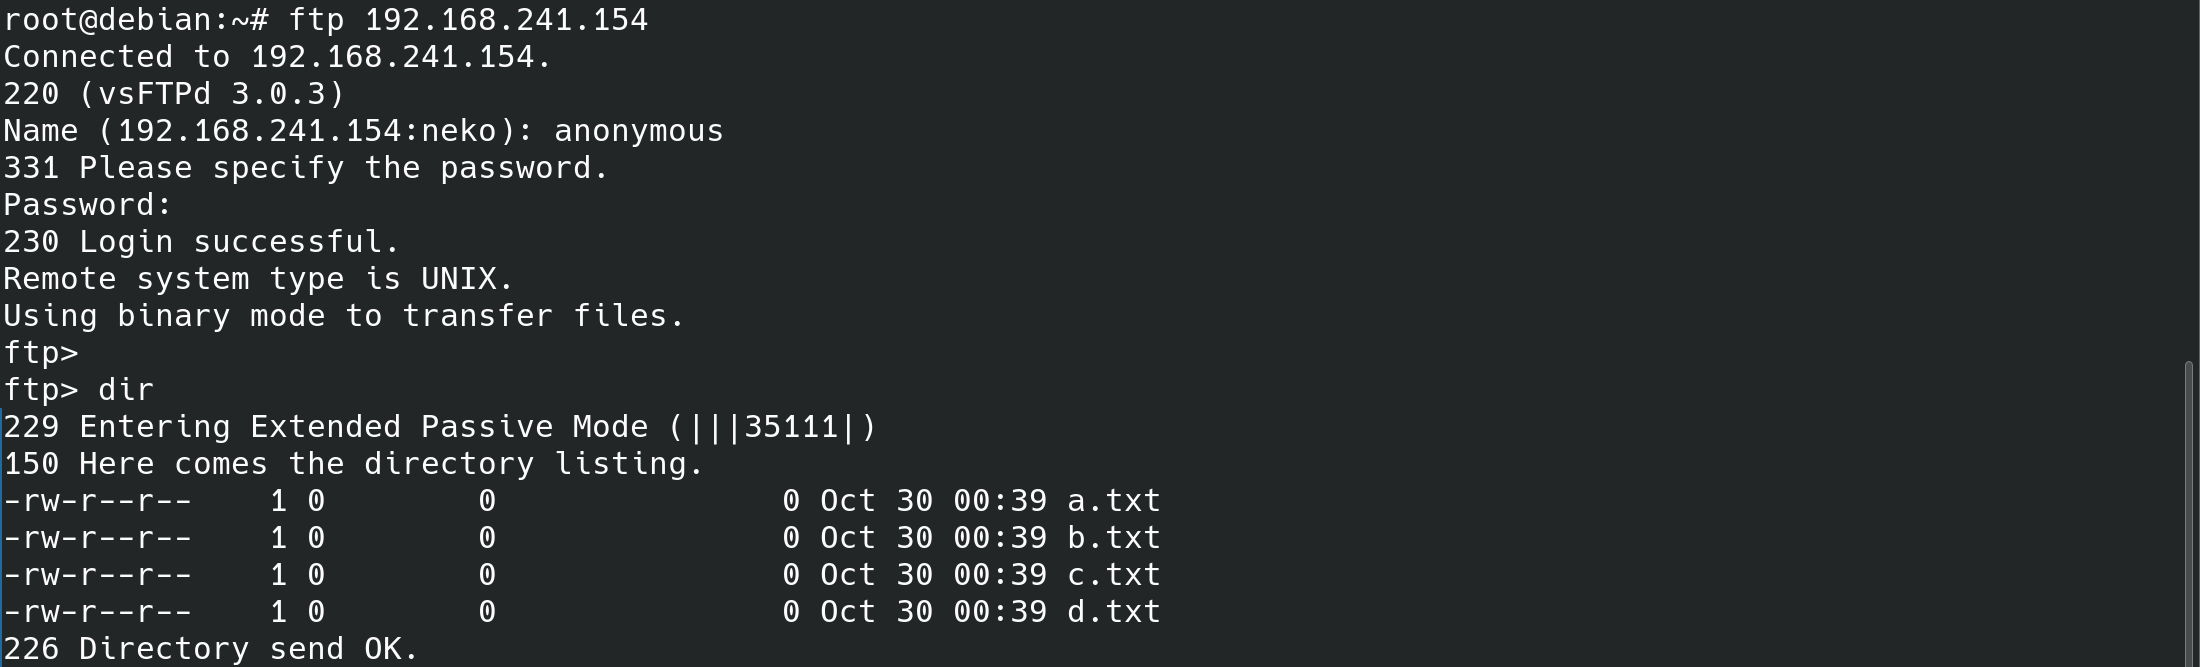 root@debian:~# ftp 192.168.241.154
Connected to 192.168.241.154.
220 (vsFTPd 3.0.3)
Name (192.168.241.154:neko): anonymous
331 Please specify the password.
Password:
230 Login successful.
Remote system type is UNIX.
Using binary mode to transfer files.
ftp>
ftp> dir
229 Entering Extended Passive Mode (|||35111|)
150 Here comes the directory listing.
-rw-r--r--    1 0        0               0 Oct 30 00:39 a.txt
-rw-r--r--    1 0        0               0 Oct 30 00:39 b.txt
-rw-r--r--    1 0        0               0 Oct 30 00:39 c.txt
-rw-r--r--    1 0        0               0 Oct 30 00:39 d.txt
226 Directory send OK.